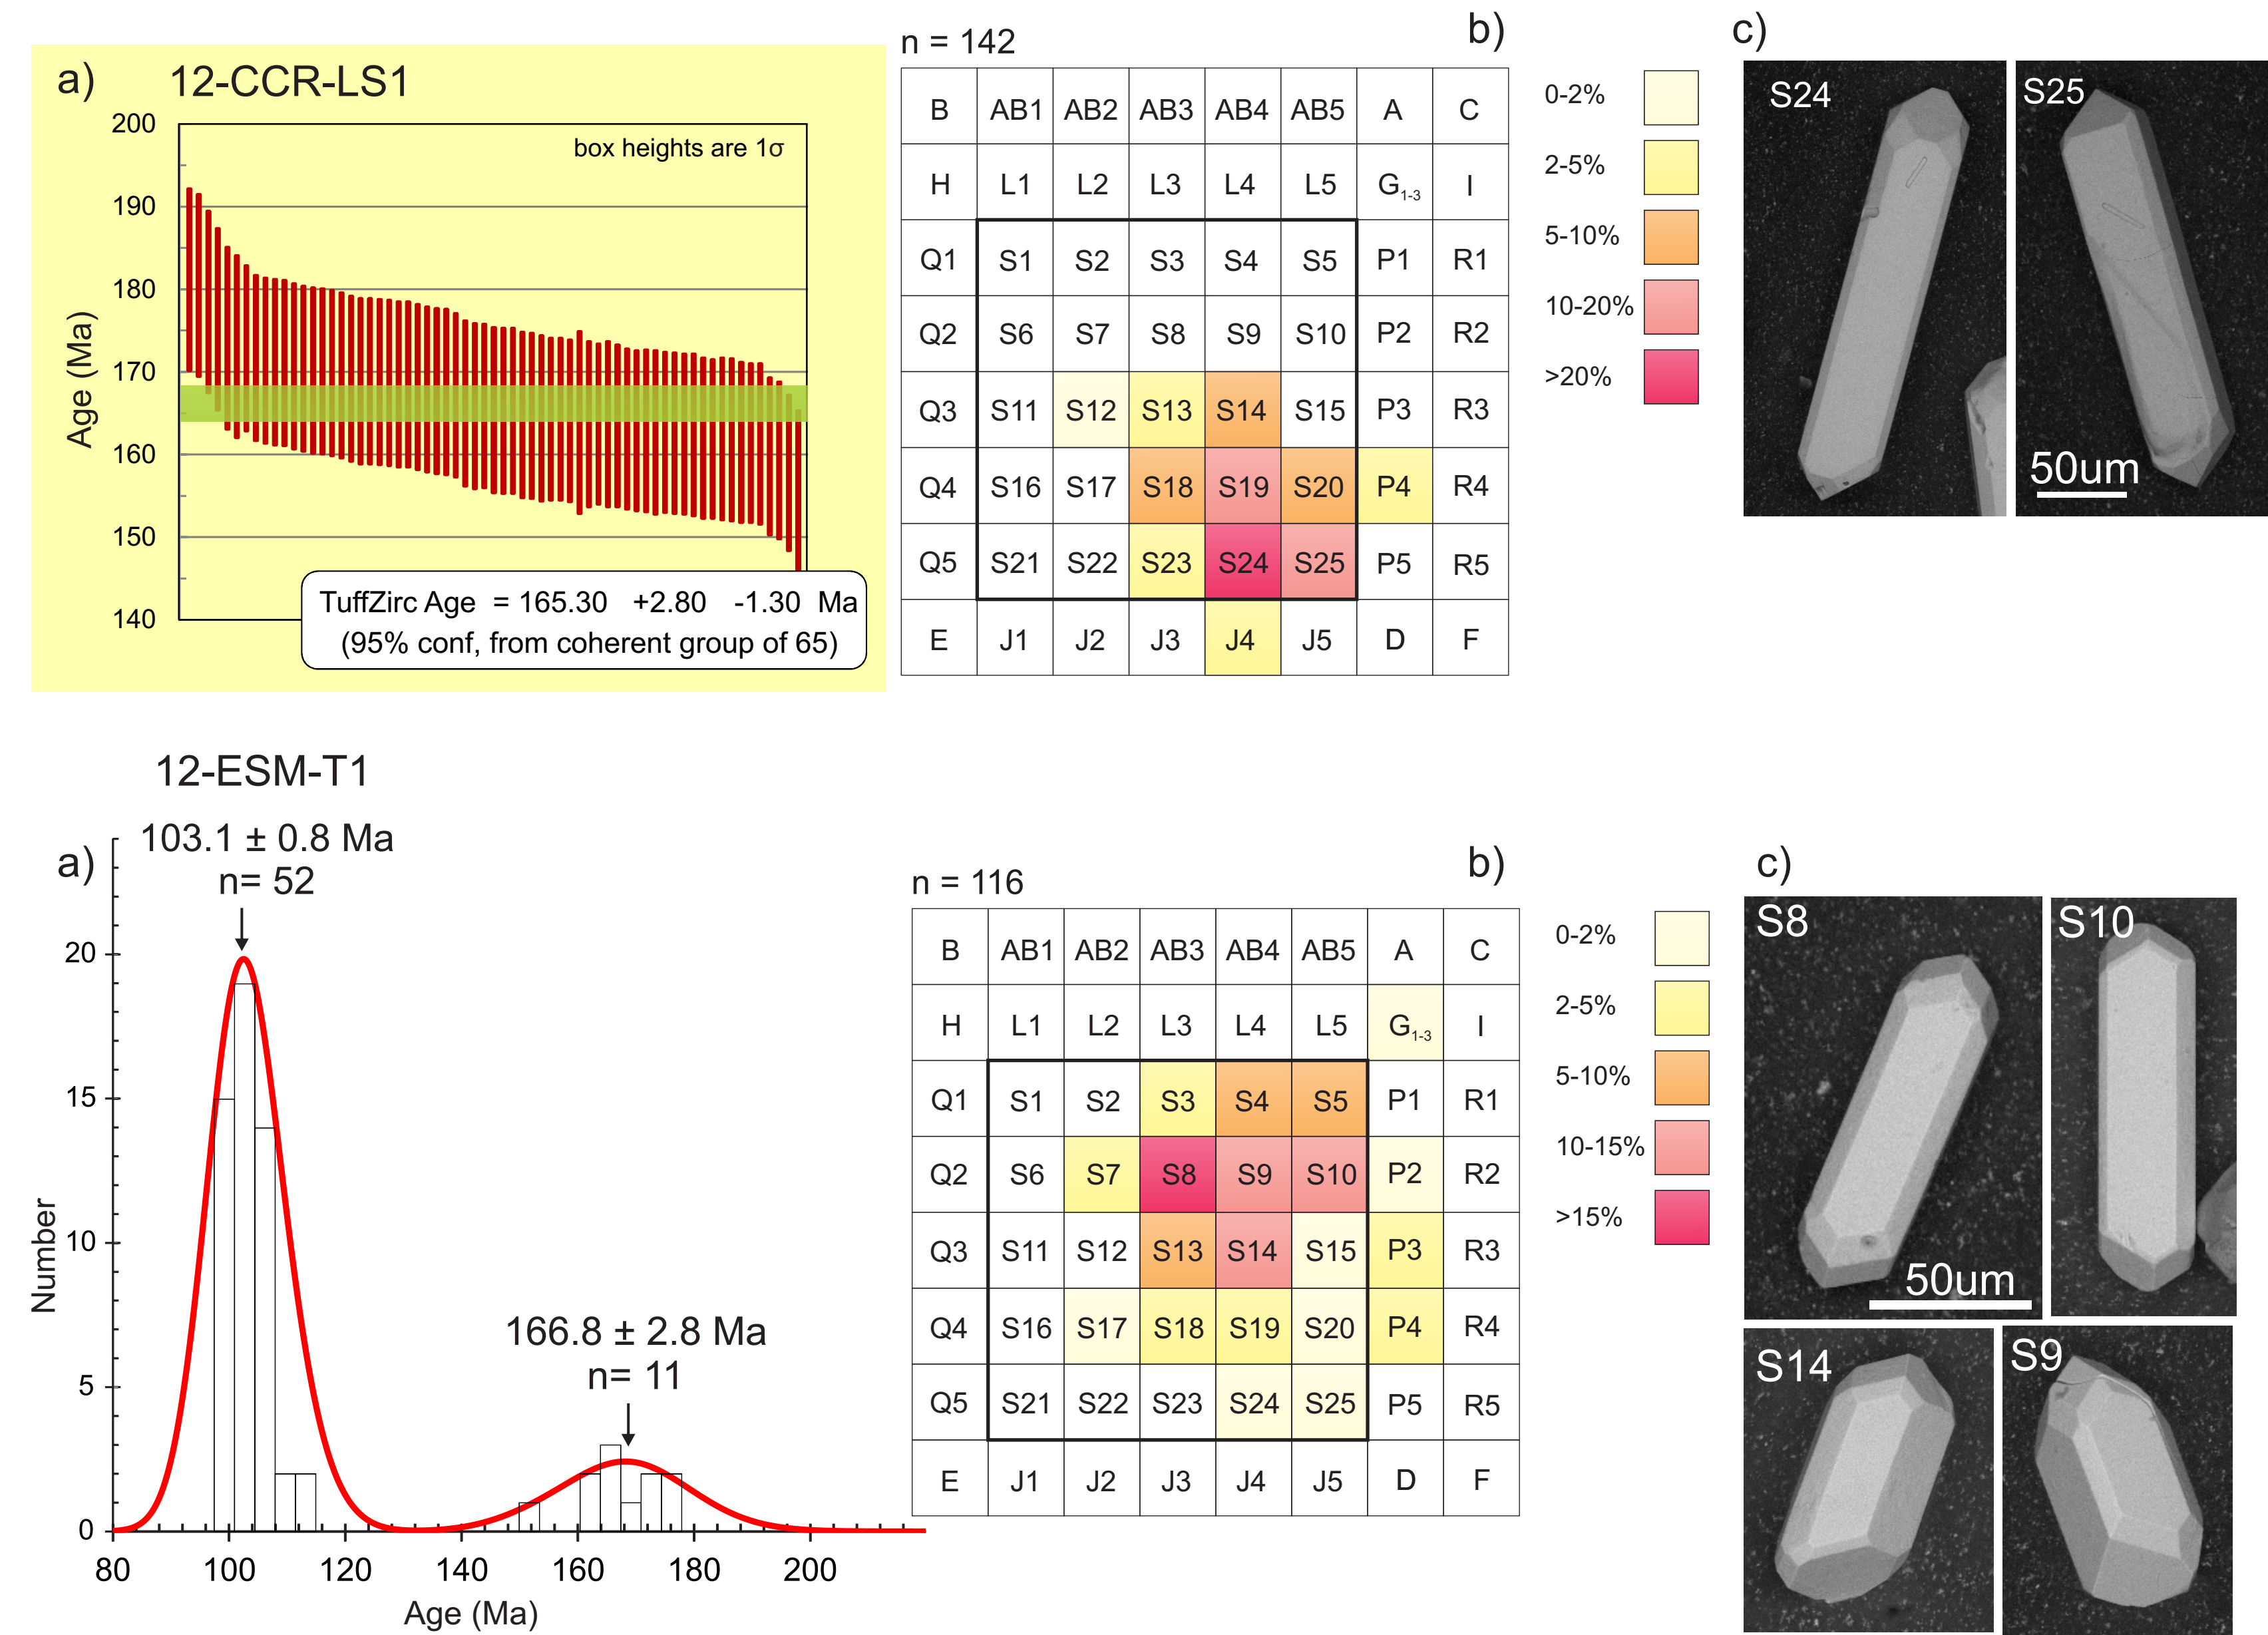 a) 12-CCR-LS1
box heights are 1σ
200
190
180
170
160
150
140
Age (Ma)
TuffZirc Age = 165.30 +2.80 -1.30 Ma
(95% conf, from coherent group of 65)
n = 142
b)
B AB1 AB2 AB3 AB4 AB5 A C
H L1 L2 L3 L4 L5 G1-3 I
Q1 S1 S2 S3 S4 S5 P1 R1
Q2 S6 S7 S8 S9 S10 P2 R2
Q3 S11 S12 S13 S14 S15 P3 R3
Q4 S16 S17 S18 S19 S20 P4 R4
Q5 S21 S22 S23 S24 S25 P5 R5
E J1 J2 J3 J4 J5 D F
0-2%
2-5%
5-10%
10-20%
>20%
c)
S24
S25
50um
12-ESM-T1
a)
103.1 ± 0.8 Ma
n= 52
166.8 ± 2.8 Ma
n= 11
20
15
10
5
0
Number
80 100 120 140 160 180 200
Age (Ma)
n = 116
b)
B AB1 AB2 AB3 AB4 AB5 A C
H L1 L2 L3 L4 L5 G1-3 I
Q1 S1 S2 S3 S4 S5 P1 R1
Q2 S6 S7 S8 S9 S10 P2 R2
Q3 S11 S12 S13 S14 S15 P3 R3
Q4 S16 S17 S18 S19 S20 P4 R4
Q5 S21 S22 S23 S24 S25 P5 R5
E J1 J2 J3 J4 J5 D F
0-2%
2-5%
5-10%
10-15%
>15%
c)
S8
50um
S10
S14
S9